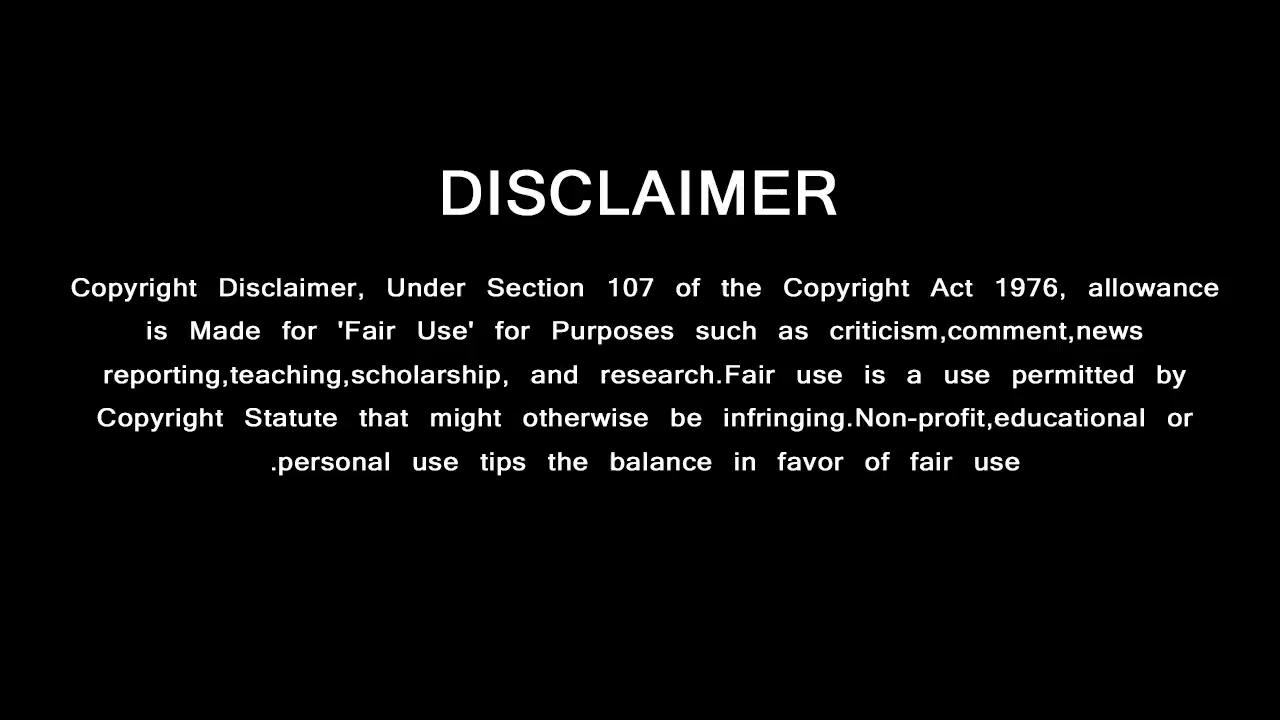 DISCLAIMER
Copyright Disclaimer, Under Section 107 of the Copyright Act 1976, allowance
is Made for 'Fair Use' for Purposes such as criticism,comment,news
reporting,teaching,scholarship, and research.Fair use is a use permitted by
Copyright Statute that might otherwise be infringing.Non-profit,educational or
.personal use tips the balance in favor of fair use